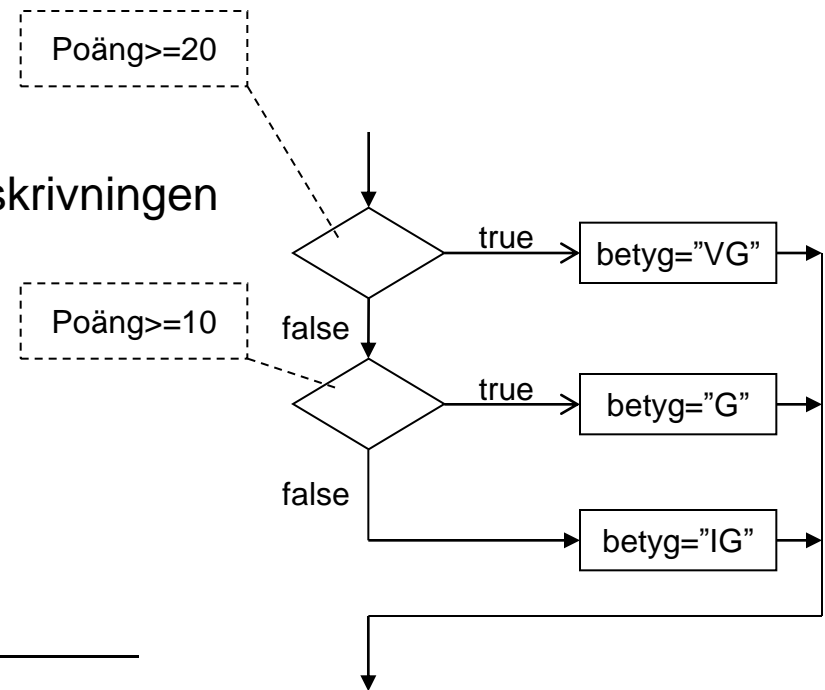 Poäng>=20
skrivningen
true
betyg=”VG”
Poäng>=10
false
true
betyg=”G”
false
betyg=”IG”